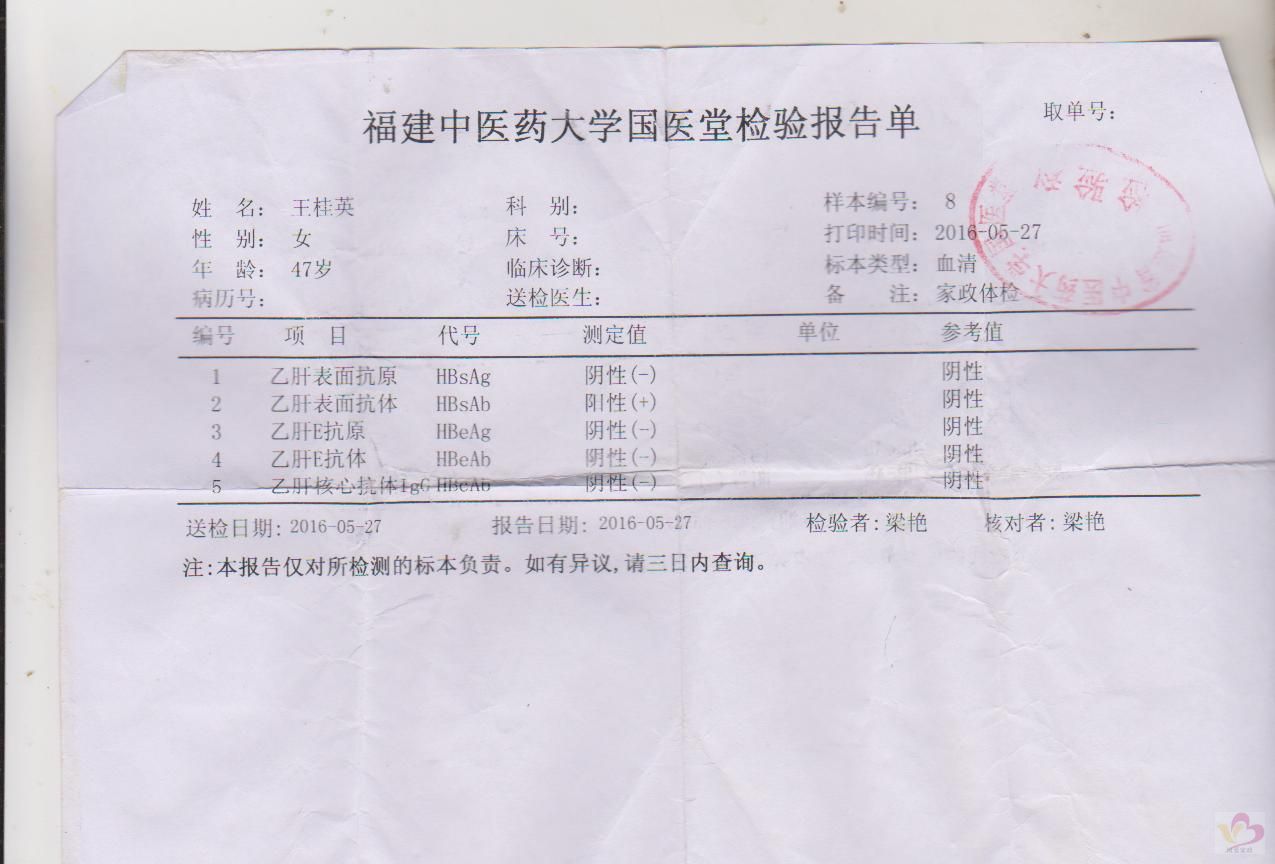 福建中医药大学国医堂检验报告单
取单号:
姓 名: 王桂英 科 别: 样本编号: 8
性 别: 女 床 号: 打印时间: 2016-05-27
年 龄: 47岁 临床诊断: 标本类型: 血清
病历号: 送检医生: 备 注: 家政体检
编号 项 目 代号 测定值 单位 参考值
1 乙肝表面抗原 HBsAg 阴性(-) 阴性
2 乙肝表面抗体 HBsAb 阳性(+) 阴性
3 乙肝E抗原 HBeAg 阴性(-) 阴性
4 乙肝E抗体 HBeAb 阴性(-) 阴性
5 乙肝核心抗体IgG HBcAb 阴性(-) 阴性
送检日期: 2016-05-27 报告日期: 2016-05-27 检验者: 梁艳 核对者: 梁艳
注:本报告仅对所检测的标本负责。如有异议,请三日内查询。